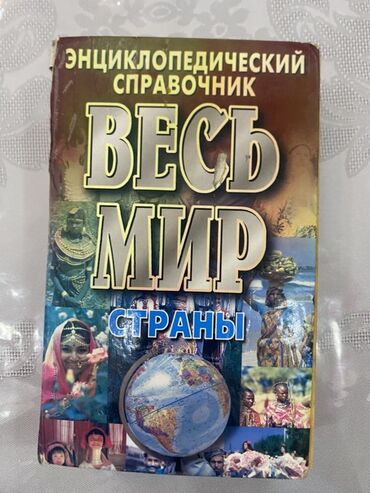 ЭНЦИКЛОПЕДИЧЕСКИЙ
СПРАВОЧНИК
ВЕСЬ
МИР
СТРАНЫ